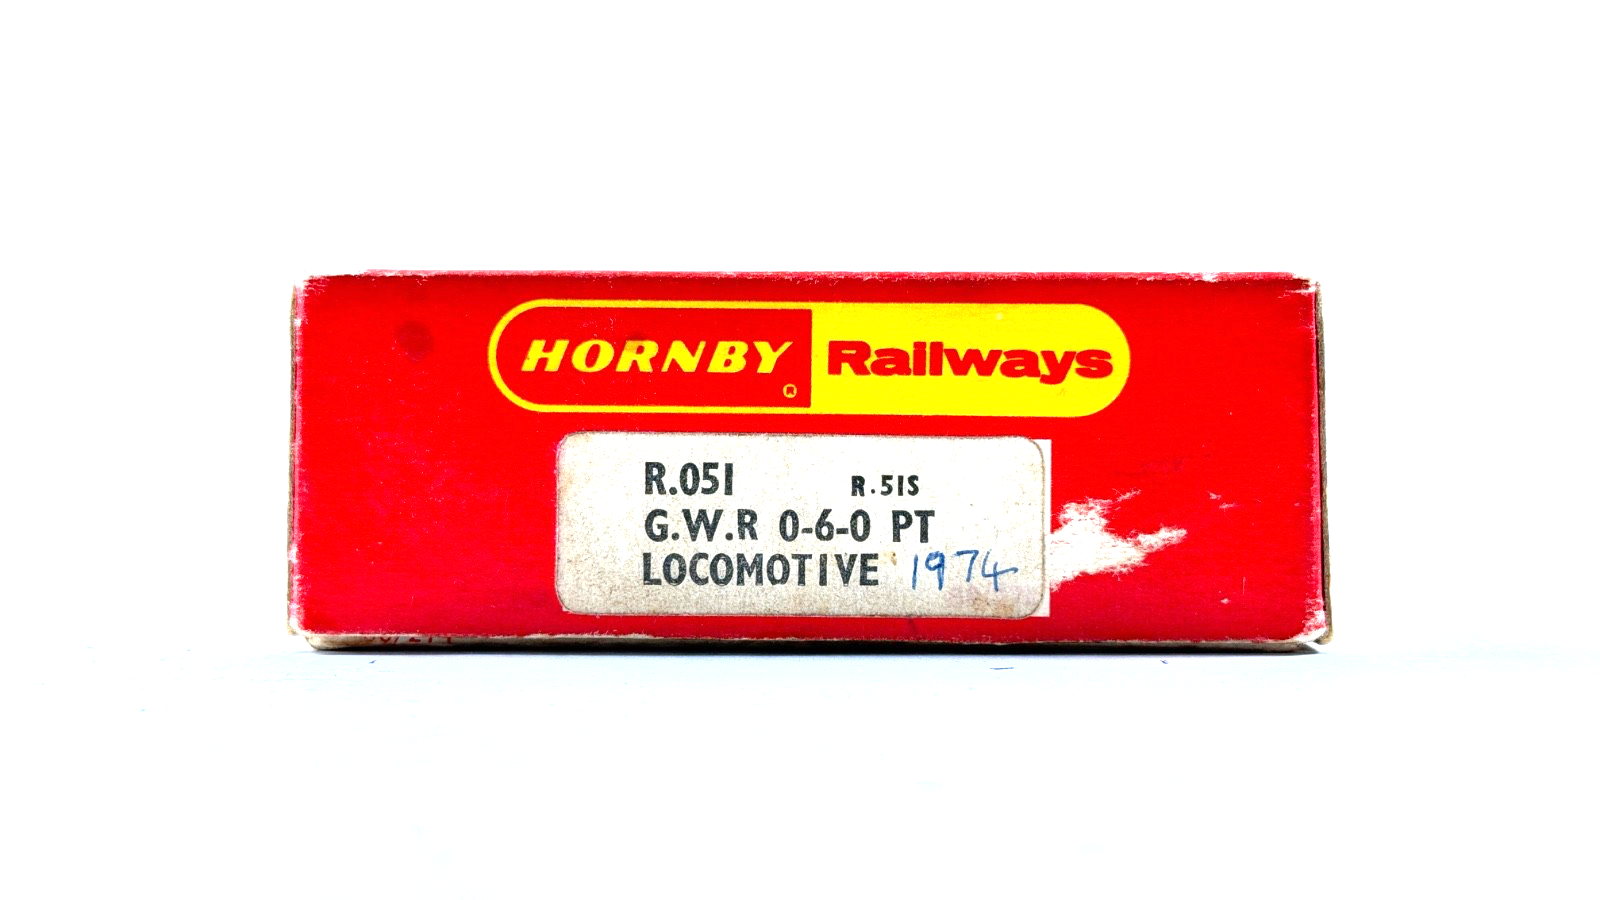 HORNBY Railways
®
R.051 R.51S
G.W.R 0-6-0 PT
LOCOMOTIVE 1974